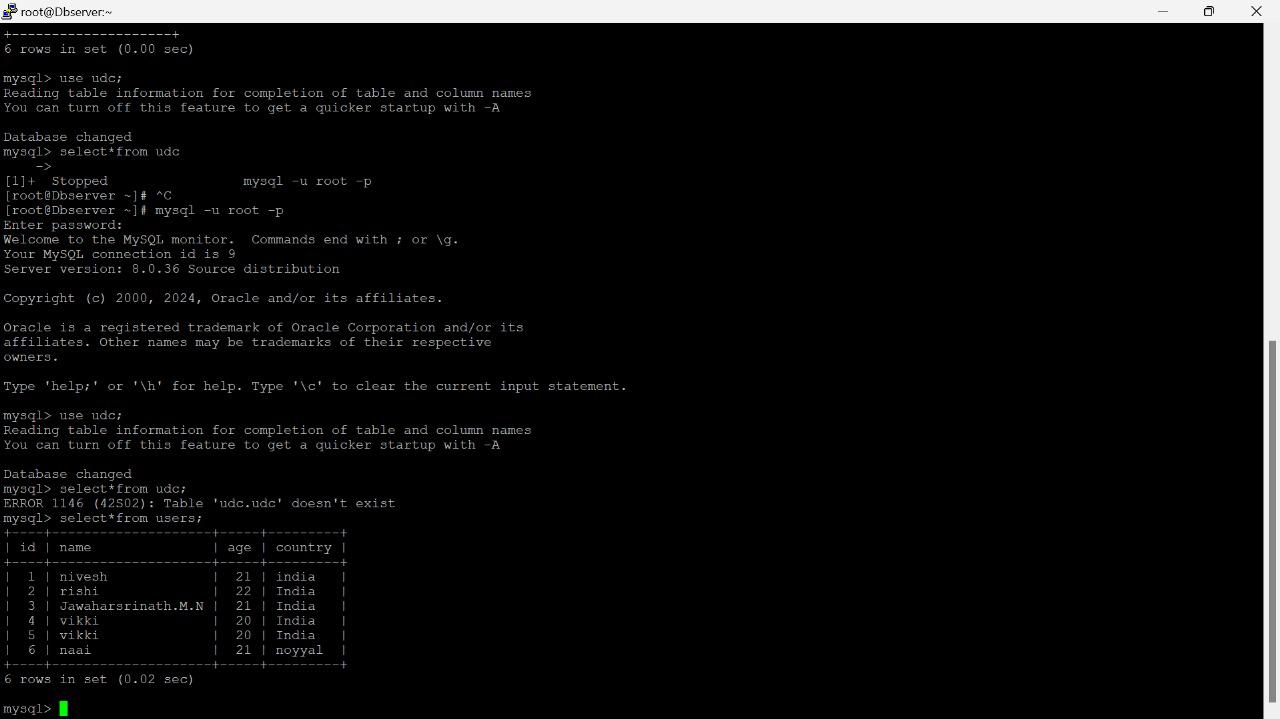 root@Dbserver:~
+--------------------+
6 rows in set (0.00 sec)
mysql> use udc;
Reading table information for completion of table and column names
You can turn off this feature to get a quicker startup with -A
Database changed
mysql> select*from udc
    ->
[1]+  Stopped                 mysql -u root -p
[root@Dbserver ~]# ^C
[root@Dbserver ~]# mysql -u root -p
Enter password:
Welcome to the MySQL monitor.  Commands end with ; or \g.
Your MySQL connection id is 9
Server version: 8.0.36 Source distribution
Copyright (c) 2000, 2024, Oracle and/or its affiliates.
Oracle is a registered trademark of Oracle Corporation and/or its
affiliates. Other names may be trademarks of their respective
owners.
Type 'help;' or '\h' for help. Type '\c' to clear the current input statement.
mysql> use udc;
Reading table information for completion of table and column names
You can turn off this feature to get a quicker startup with -A
Database changed
mysql> select*from udc;
ERROR 1146 (42S02): Table 'udc.udc' doesn't exist
mysql> select*from users;
+----+--------------------+-----+---------+
| id | name               | age | country |
+----+--------------------+-----+---------+
|  1 | nivesh             |  21 | india   |
|  2 | rishi              |  22 | India   |
|  3 | Jawaharsrinath.M.N |  21 | India   |
|  4 | vikki              |  20 | India   |
|  5 | vikki              |  20 | India   |
|  6 | naai               |  21 | noyyal  |
+----+--------------------+-----+---------+
6 rows in set (0.02 sec)
mysql>